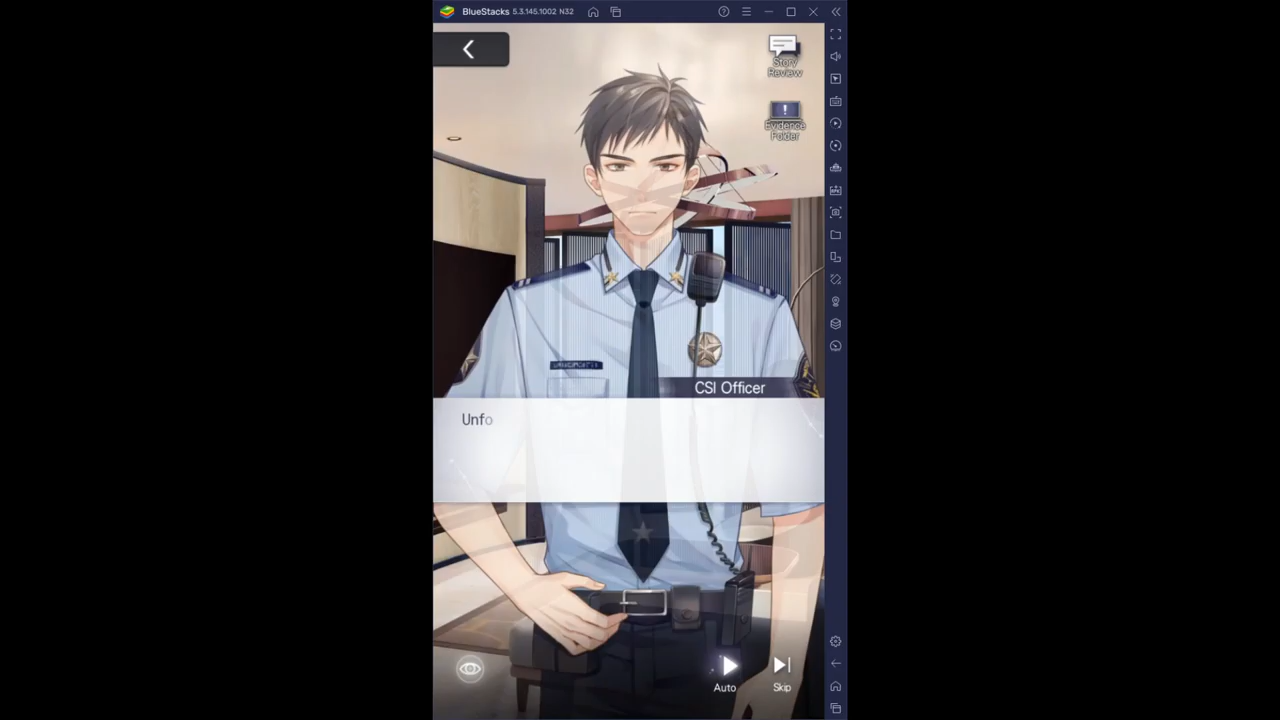 BlueStacks 5.3.145.1002 N32
Story
Review
Evidence
Folder
CSI Officer
Unfo
Auto
Skip